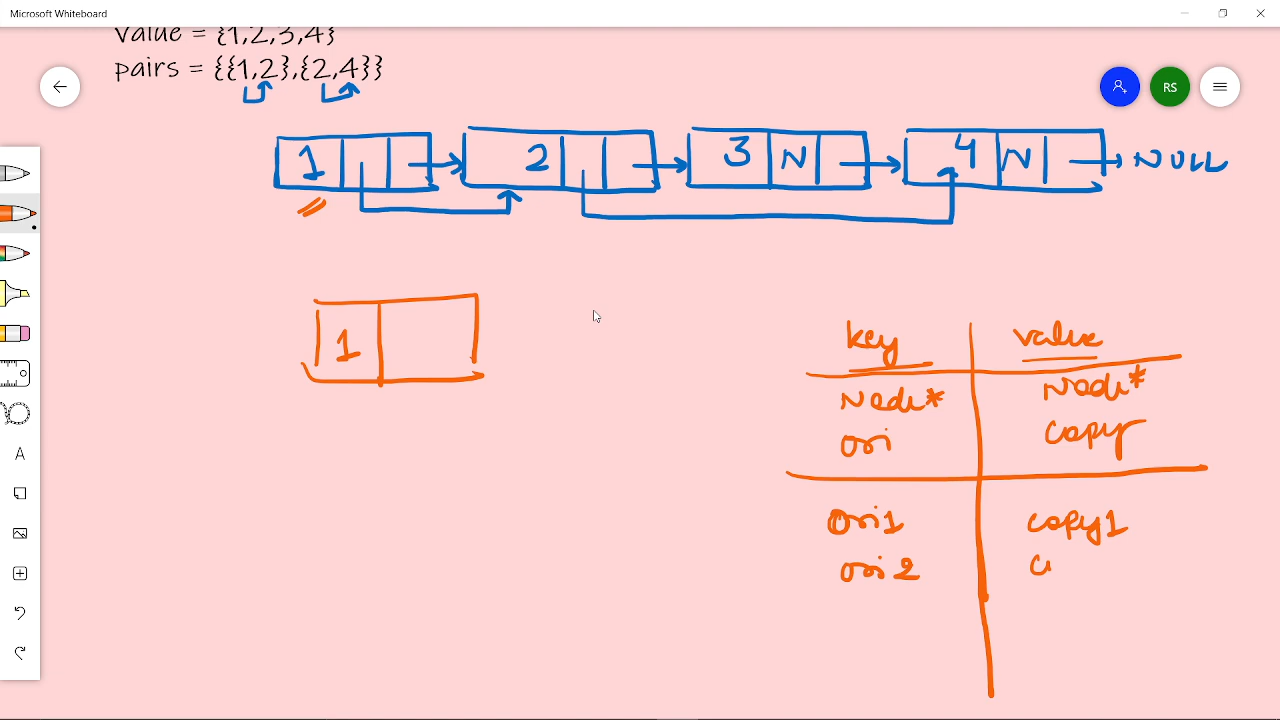 Microsoft Whiteboard
value = {1,2,3,4}
pairs = {{1,2},{2,4}}
RS
1 2 3 N 4 N NULL
1
key value
Node* Node*
ori copy
ori1 copy1
ori2 co
A